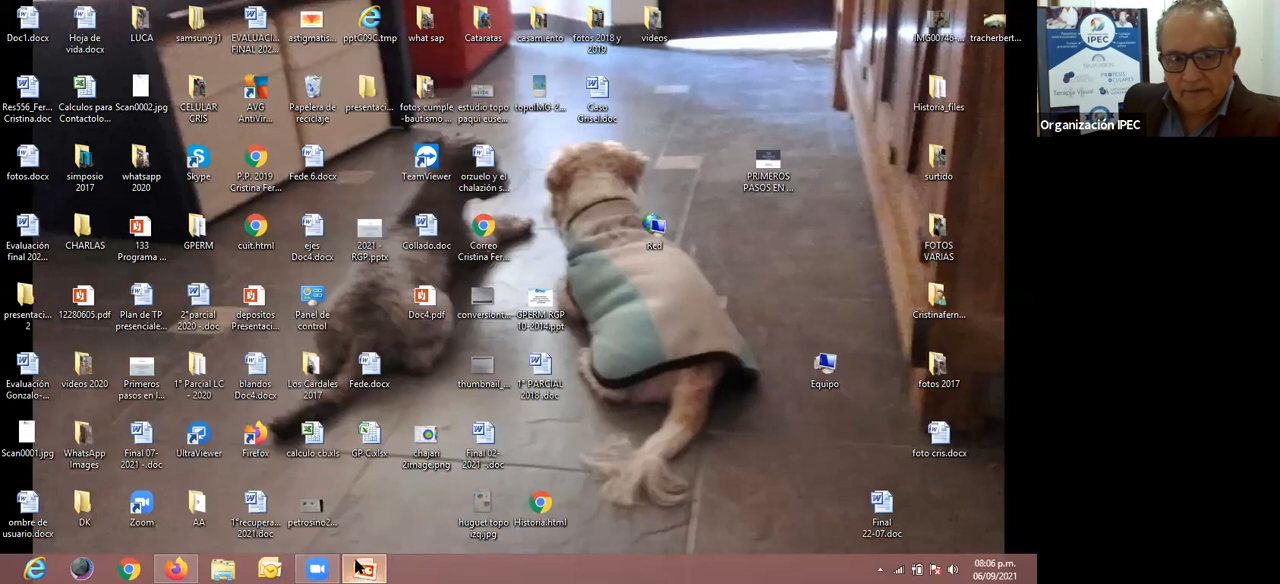 Doc1.docx
Hoja de
vida.docx
LUCA
samsung j1
EVALUACI...
FINAL 202...
astigmatis...
pptC09C.tmp
what sap
Cataratas
casamiento
fotos 2018 y
2019
videos
IMG00746-...
tracherbert...
Res556_Fer...
Cristina.doc
Calculos para
Contactolo...
Scan0002.jpg
CELULAR
CRIS
AVG
AntiVir...
Papelera de
reciclaje
presentaci...
fotos cumple
-bautismo ...
estudio topo
paqui euse...
topoIMG-2...
Caso
Grisel.doc
Historia_files
fotos.docx
simposio
2017
whatsapp
2020
Skype
P.P. 2019
Cristina Fer...
Fede 6.docx
TeamViewer
orzuelo y el
chalazión s...
PRIMEROS
PASOS EN ...
surtido
Evaluación
final 202...
CHARLAS
133
Programa ...
GPERM
cuit.html
ejes
Doc4.docx
2021 -
RGP.pptx
Collado.doc
Correo
Cristina Fer...
Red
FOTOS
VARIAS
presentaci...
2
12280605.pdf
Plan de TP
presenciale...
2°parcial
2020 -.doc
depositos
Presentaci...
Panel de
control
Doc4.pdf
conversiont...
GPERM RGP
10-2014.ppt
Cristinafern...
Evaluación
Gonzalo-...
videos 2020
Primeros
pasos en l...
1° Parcial LC
- 2020
blandos
Doc4.docx
Los Cardales
2017
Fede.docx
thumbnail_...
1° PARCIAL
2018 .doc
Equipo
fotos 2017
Scan0001.jpg
WhatsApp
Images
Final 07-
2021 -.doc
UltraViewer
Firefox
calculo cb.xls
GP C.xlsx
chajari
2image.png
Final 02-
2021 -.doc
foto cris.docx
ombre de
usuario.docx
DK
Zoom
AA
1°recupera...
2021.doc
petrosino2...
huguet topo
izq.jpg
Historia.html
Final
22-07.doc
08:06 p.m.
06/09/2021
IPEC
Organización IPEC